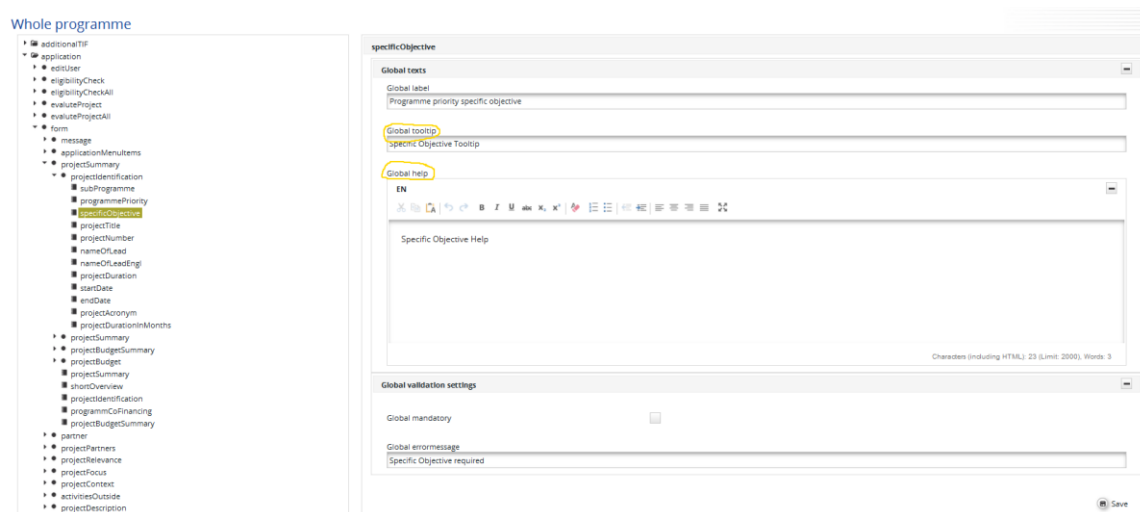 Whole programme
additionalTIF
application
editUser
eligibilityCheck
eligibilityCheckAll
evaluteProject
evaluteProjectAll
form
message
applicationMenuItems
projectSummary
projectIdentification
subProgramme
programmePriority
specificObjective
projectTitle
projectNumber
nameOfLead
nameOfLeadEngl
projectDuration
startDate
endDate
projectAcronym
projectDurationInMonths
projectSummary
projectBudgetSummary
projectBudget
projectSummary
shortOverview
projectIdentification
programmCoFinancing
projectBudgetSummary
partner
projectPartners
projectRelevance
projectFocus
projectContext
activitiesOutside
projectDescription
specificObjective
Global texts
Global label
Programme priority specific objective
Global tooltip
Specific Objective Tooltip
Global help
EN
B I U abc x, x²
Specific Objective Help
Characters (including HTML): 23 (Limit: 2000), Words: 3
Global validation settings
Global mandatory
Global errormessage
Specific Objective required
Save